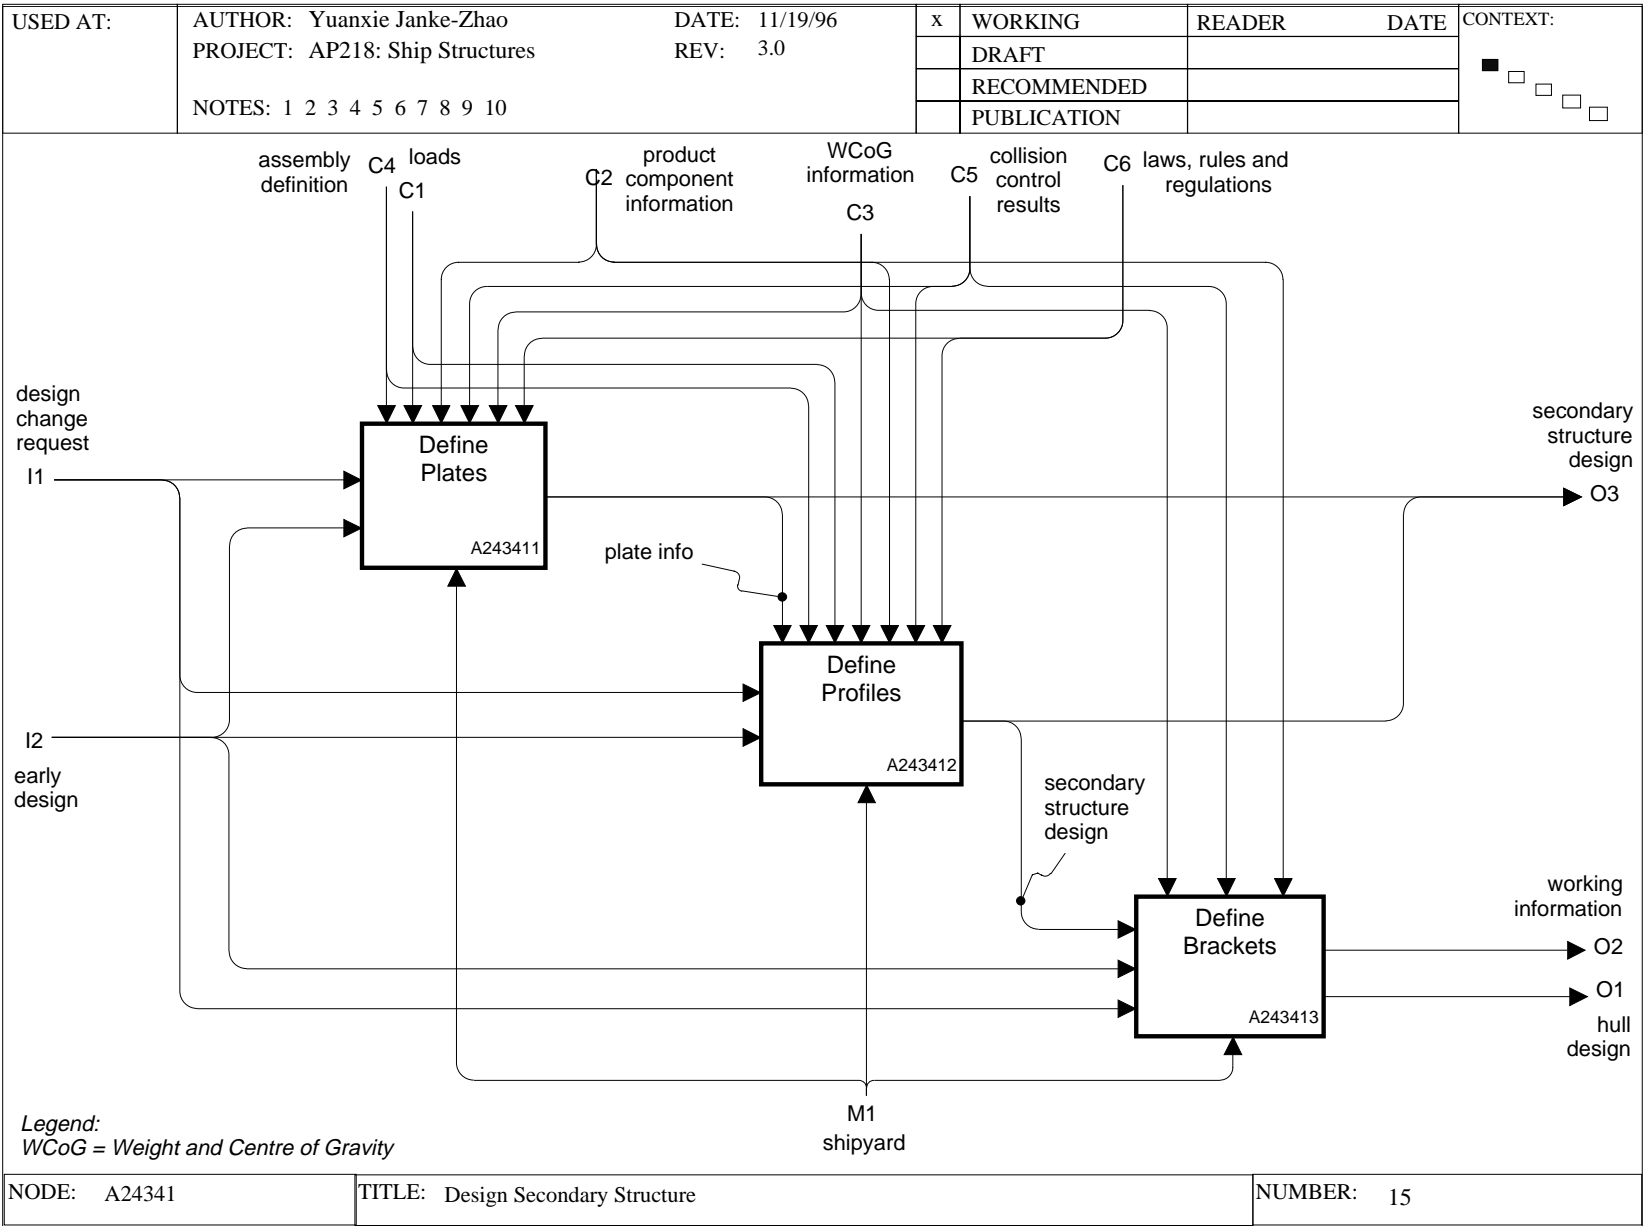 USED AT:
AUTHOR: Yuanxie Janke-Zhao
DATE: 11/19/96
PROJECT: AP218: Ship Structures
REV: 3.0
NOTES: 1 2 3 4 5 6 7 8 9 10
x WORKING
DRAFT
RECOMMENDED
PUBLICATION
READER DATE
CONTEXT:
assembly
definition
C4
loads
C1
C2
product
component
information
WCoG
information
C3
C5
collision
control
results
C6
laws, rules and
regulations
design
change
request
I1
Define
Plates
A243411
secondary
structure
design
O3
plate info
Define
Profiles
A243412
I2
early
design
secondary
structure
design
Define
Brackets
A243413
working
information
O2
O1
hull
design
M1
shipyard
Legend:
WCoG = Weight and Centre of Gravity
NODE: A24341
TITLE: Design Secondary Structure
NUMBER: 15